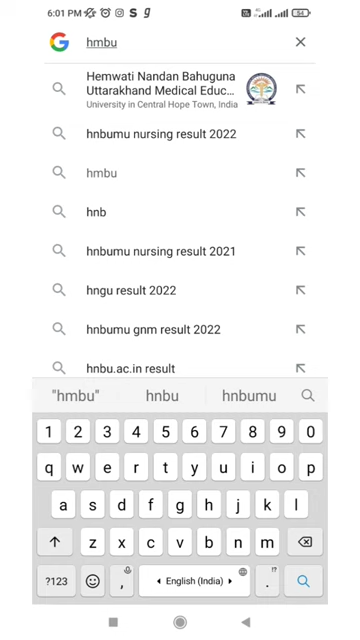 6:01 PM
54
hmbu
Hemwati Nandan Bahuguna
Uttarakhand Medical Educ...
University in Central Hope Town, India
hnbumu nursing result 2022
hmbu
hnb
hnbumu nursing result 2021
hngu result 2022
hnbumu gnm result 2022
hnbu.ac.in result
"hmbu" hnbu hnbumu
1 2 3 4 5 6 7 8 9 0
q w e r t y u i o p
a s d f g h j k l
z x c v b n m
?123 , English (India) . !?